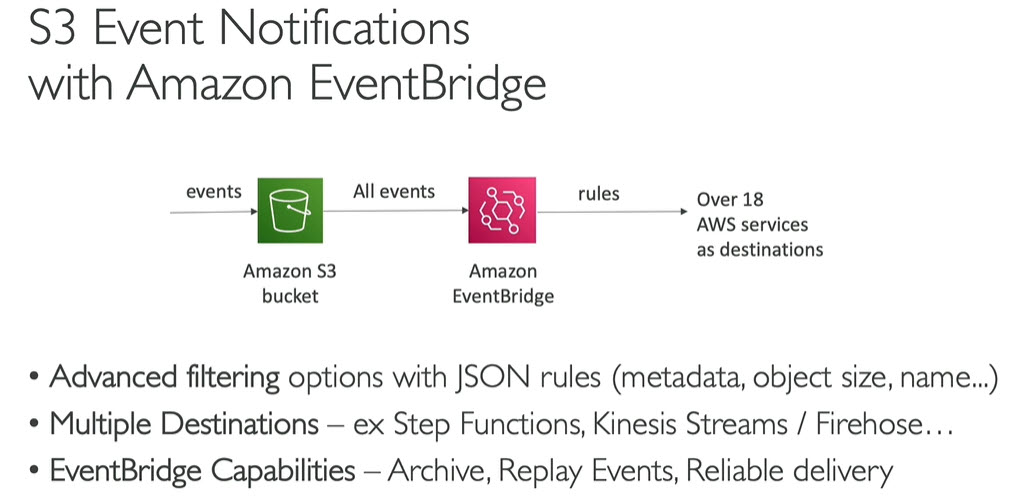 S3 Event Notifications
with Amazon EventBridge
events
All events
rules
Over 18
AWS services
as destinations
Amazon S3
bucket
Amazon
EventBridge
• Advanced filtering options with JSON rules (metadata, object size, name...)
• Multiple Destinations – ex Step Functions, Kinesis Streams / Firehose…
• EventBridge Capabilities – Archive, Replay Events, Reliable delivery